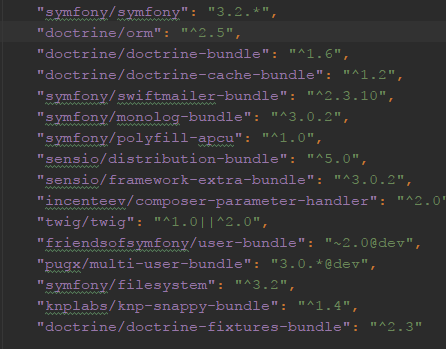 "symfony/symfony": "3.2.*",
"doctrine/orm": "^2.5",
"doctrine/doctrine-bundle": "^1.6",
"doctrine/doctrine-cache-bundle": "^1.2",
"symfony/swiftmailer-bundle": "^2.3.10",
"symfony/monolog-bundle": "^3.0.2",
"symfony/polyfill-apcu": "^1.0",
"sensio/distribution-bundle": "^5.0",
"sensio/framework-extra-bundle": "^3.0.2",
"incenteev/composer-parameter-handler": "^2.0"
"twig/twig": "^1.0||^2.0",
"friendsofsymfony/user-bundle": "~2.0@dev",
"pugx/multi-user-bundle": "3.0.*@dev",
"symfony/filesystem": "^3.2",
"knplabs/knp-snappy-bundle": "^1.4",
"doctrine/doctrine-fixtures-bundle": "^2.3"